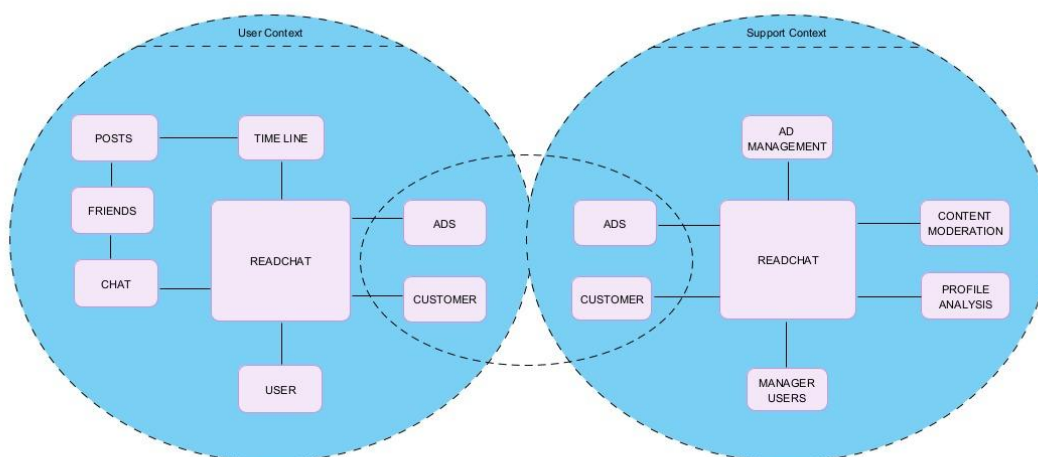 User Context
POSTS
TIME LINE
FRIENDS
CHAT
READCHAT
ADS
CUSTOMER
USER
Support Context
AD
MANAGEMENT
ADS
CUSTOMER
READCHAT
CONTENT
MODERATION
PROFILE
ANALYSIS
MANAGER
USERS